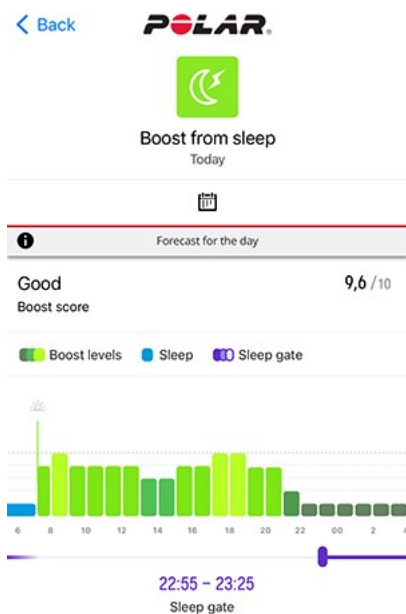 Back
POLAR
Boost from sleep
Today
Forecast for the day
Good 9,6 /10
Boost score
Boost levels Sleep Sleep gate
6 8 10 12 14 16 18 20 22 00 2 4
22:55 – 23:25
Sleep gate